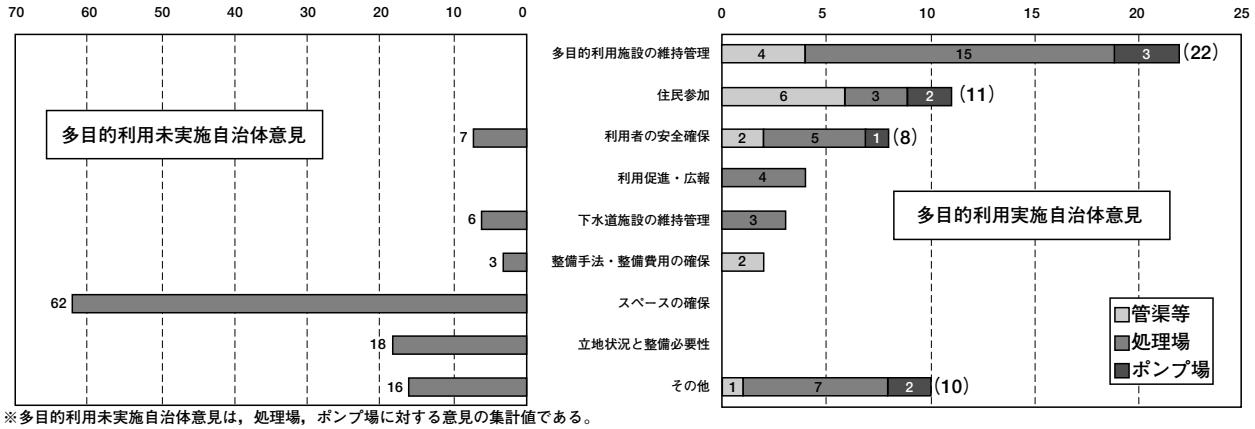 70 60 50 40 30 20 10 0
0 5 10 15 20 25
多目的利用未実施自治体意見
7
6
3
62
18
16
多目的利用施設の維持管理
住民参加
利用者の安全確保
利用促進・広報
下水道施設の維持管理
整備手法・整備費用の確保
スペースの確保
立地状況と整備必要性
その他
4 15 3 (22)
6 3 2 (11)
2 5 1 (8)
4
3
2
1 7 2 (10)
多目的利用実施自治体意見
管渠等
処理場
ポンプ場
※多目的利用未実施自治体意見は，処理場，ポンプ場に対する意見の集計値である。